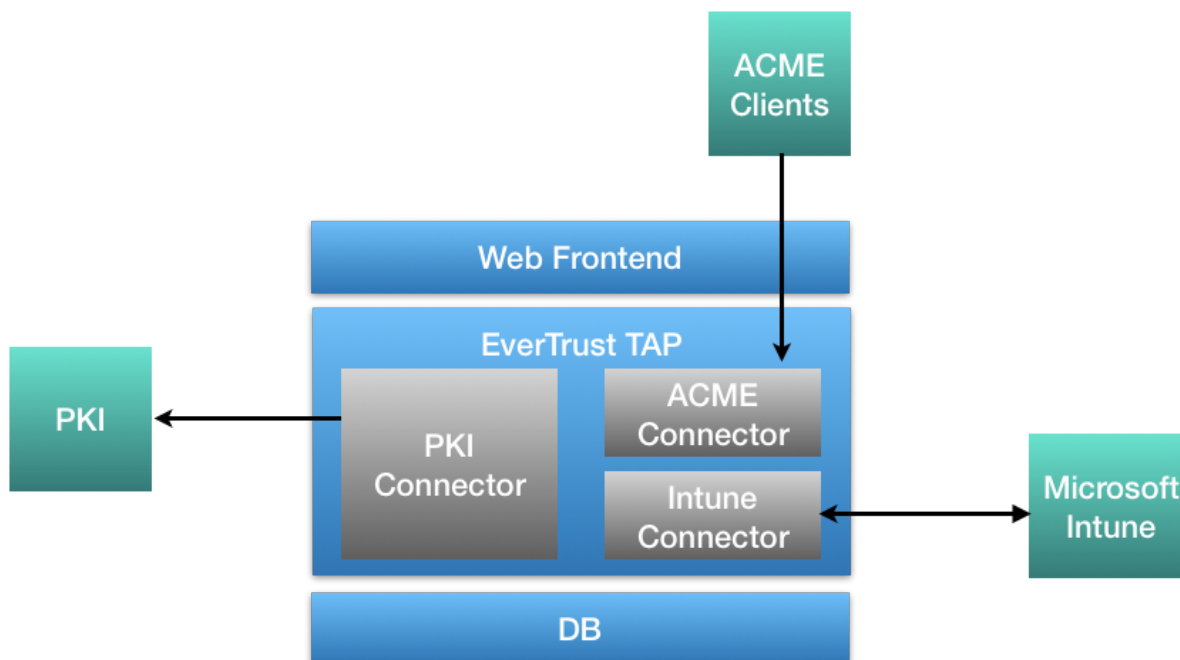 ACME
Clients
Web Frontend
EverTrust TAP
PKI
PKI
Connector
ACME
Connector
Intune
Connector
Microsoft
Intune
DB